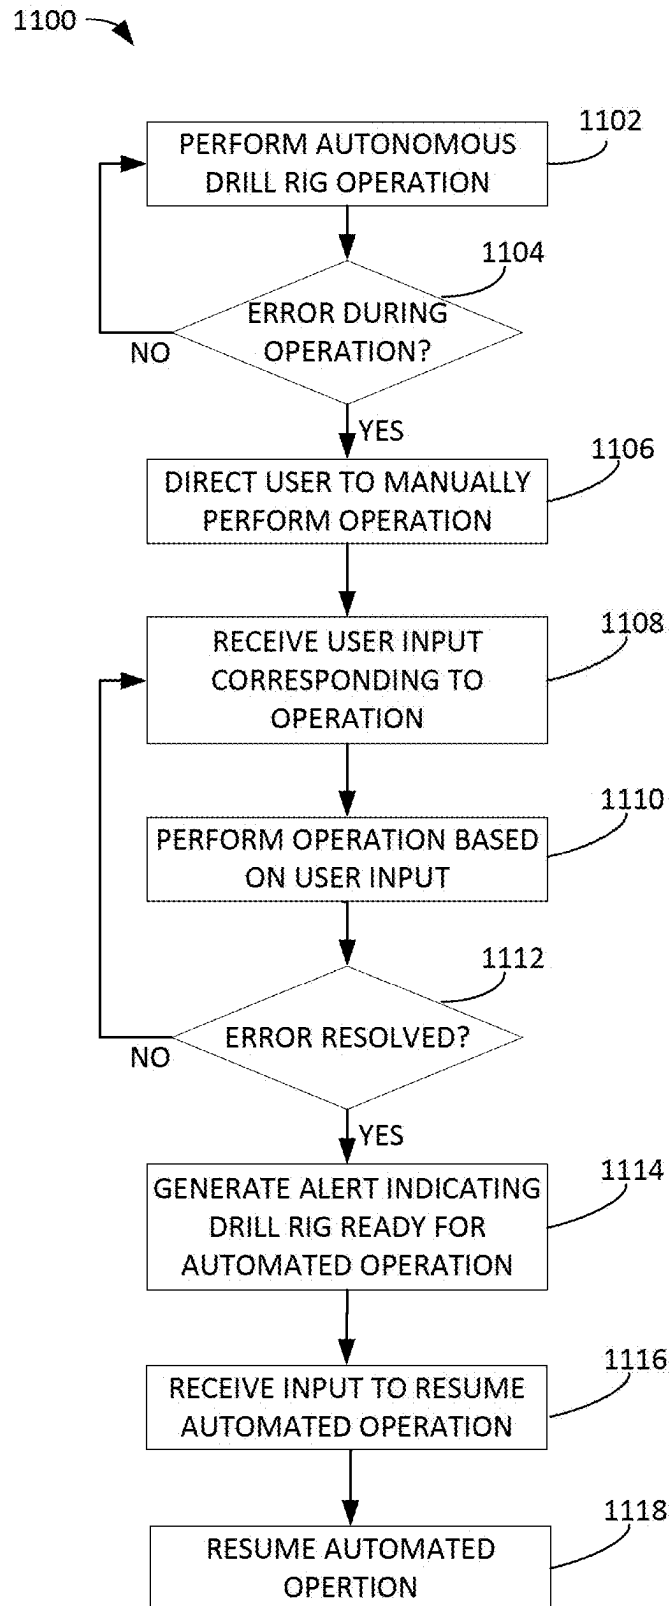 1100
1102
PERFORM AUTONOMOUS
DRILL RIG OPERATION
1104
ERROR DURING
OPERATION?
NO
YES
1106
DIRECT USER TO MANUALLY
PERFORM OPERATION
1108
RECEIVE USER INPUT
CORRESPONDING TO
OPERATION
1110
PERFORM OPERATION BASED
ON USER INPUT
1112
ERROR RESOLVED?
NO
YES
1114
GENERATE ALERT INDICATING
DRILL RIG READY FOR
AUTOMATED OPERATION
1116
RECEIVE INPUT TO RESUME
AUTOMATED OPERATION
1118
RESUME AUTOMATED
OPERTION